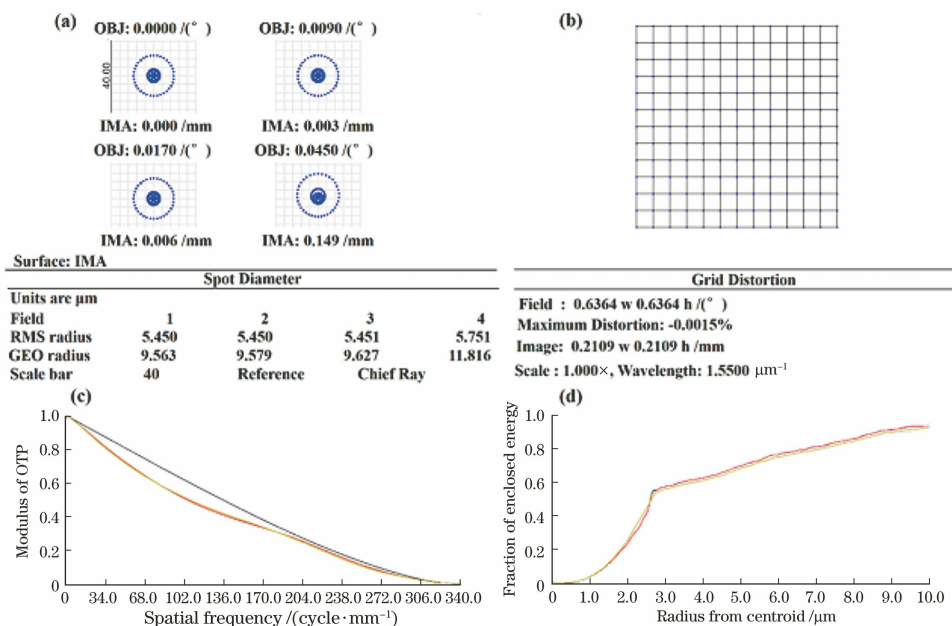 (a)
OBJ: 0.0000 /(° )
OBJ: 0.0090 /(° )
40.00
IMA: 0.000 /mm
IMA: 0.003 /mm
OBJ: 0.0170 /(° )
OBJ: 0.0450 /(° )
IMA: 0.006 /mm
IMA: 0.149 /mm
Surface: IMA
Spot Diameter
Units are μm
Field 1 2 3 4
RMS radius 5.450 5.450 5.451 5.751
GEO radius 9.563 9.579 9.627 11.816
Scale bar 40 Reference Chief Ray
(b)
Grid Distortion
Field : 0.6364 w 0.6364 h /(°)
Maximum Distortion: -0.0015%
Image: 0.2109 w 0.2109 h /mm
Scale : 1.000×, Wavelength: 1.5500 μm⁻¹
(c)
Modulus of OTP
1.0
0.8
0.6
0.4
0.2
0
0 34.0 68.0 102.0 136.0 170.0 204.0 238.0 272.0 306.0 340.0
Spatial frequency /(cycle·mm⁻¹)
(d)
Fraction of enclosed energy
1.0
0.8
0.6
0.4
0.2
0
0 1.0 2.0 3.0 4.0 5.0 6.0 7.0 8.0 9.0 10.0
Radius from centroid /μm